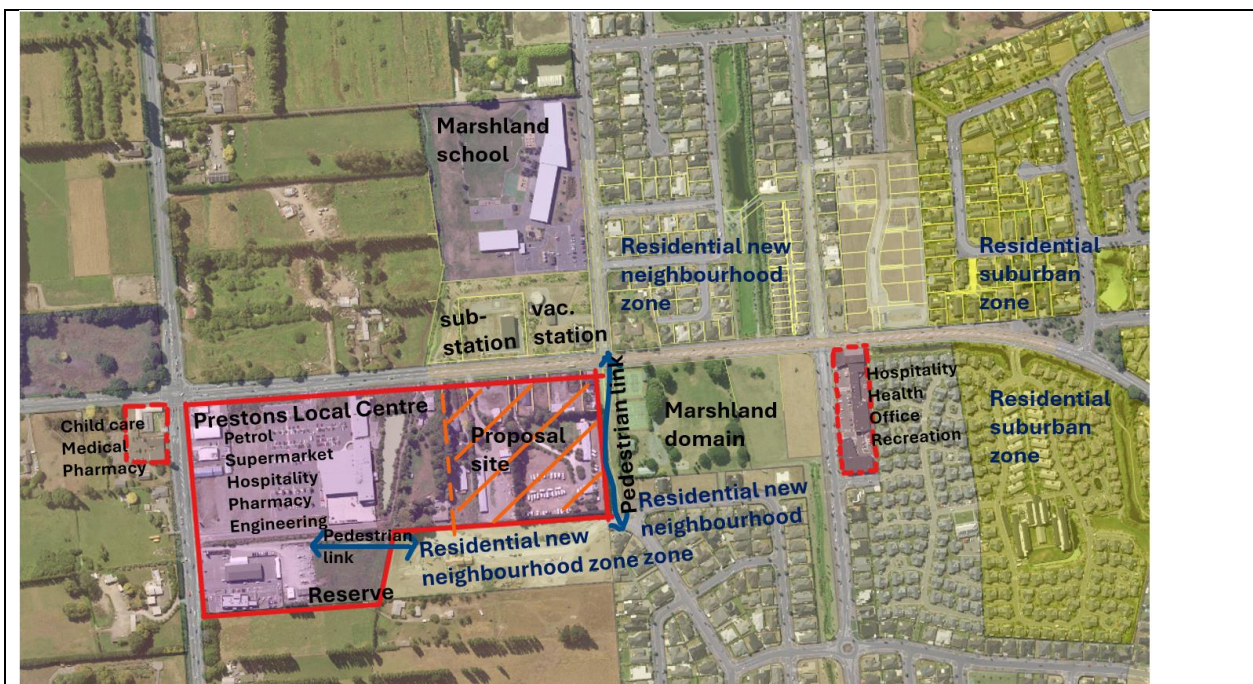 Marshland
school
Residential new
neighbourhood
zone
Residential
suburban
zone
sub-
station
vac.
station
Pedestrian link
Prestons Local Centre
Petrol
Supermarket
Hospitality
Pharmacy
Engineering
Proposal
site
Marshland
domain
Hospitality
Health
Office
Recreation
Residential
suburban
zone
Child care
Medical
Pharmacy
Residential new
neighbourhood
zone
Pedestrian
link
Residential new
neighbourhood zone
Reserve